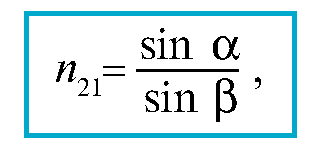 n₂₁ = sin α / sin β ,